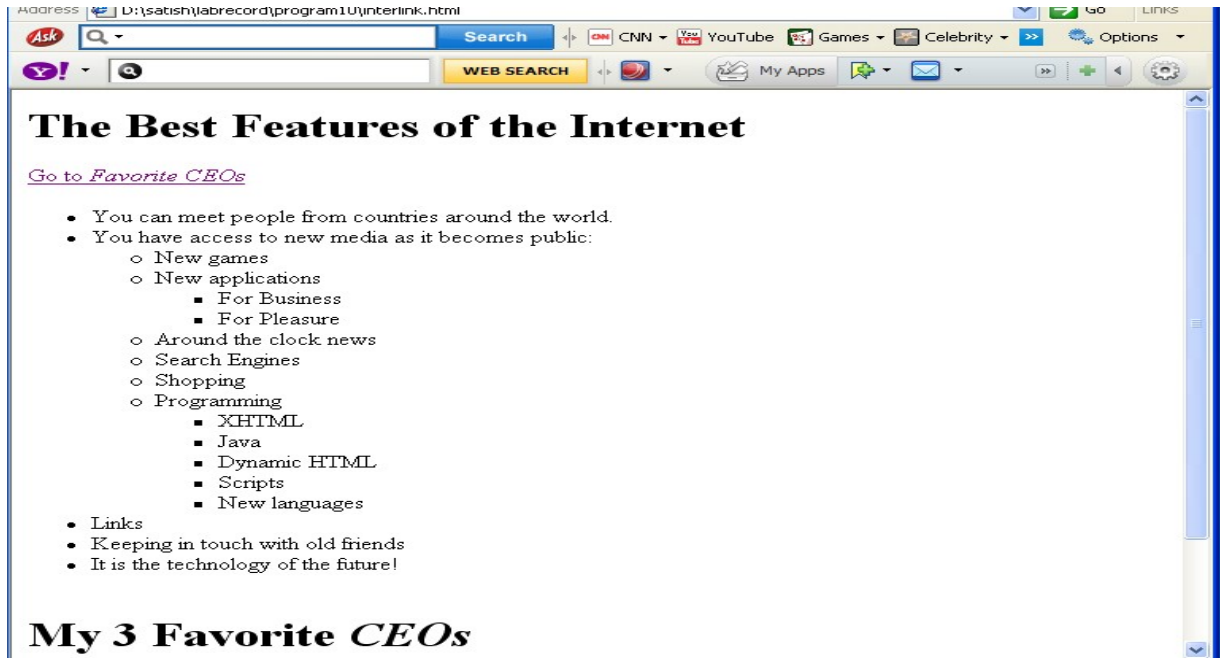 Address D:\satish\labrecord\program10\interlink.html Go Links
Ask Search CNN CNN You Tube YouTube Games Celebrity Options
Y! WEB SEARCH My Apps
The Best Features of the Internet
Go to Favorite CEOs
You can meet people from countries around the world.
You have access to new media as it becomes public:
New games
New applications
For Business
For Pleasure
Around the clock news
Search Engines
Shopping
Programming
XHTML
Java
Dynamic HTML
Scripts
New languages
Links
Keeping in touch with old friends
It is the technology of the future!
My 3 Favorite CEOs